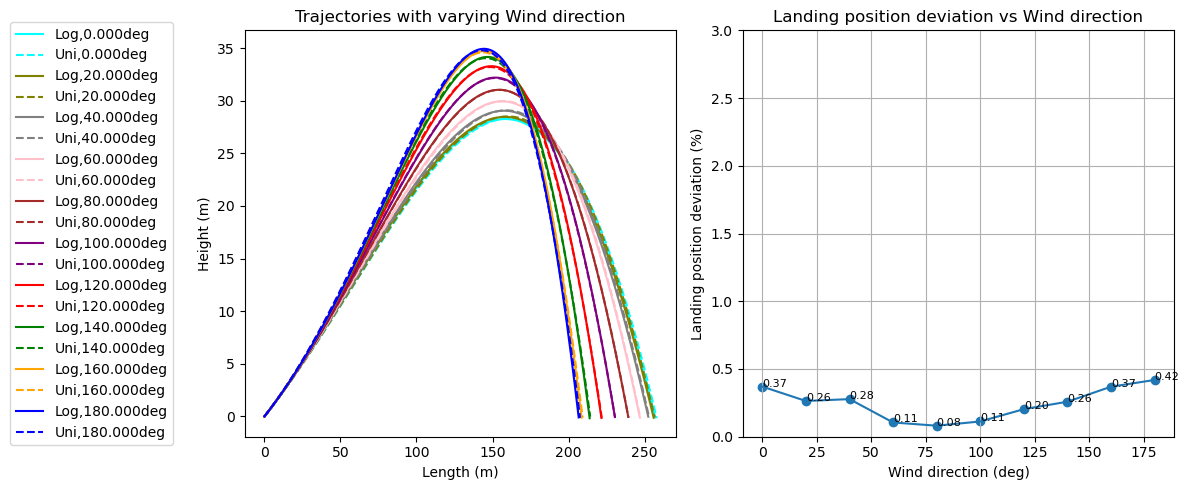 Log,0.000deg
Uni,0.000deg
Log,20.000deg
Uni,20.000deg
Log,40.000deg
Uni,40.000deg
Log,60.000deg
Uni,60.000deg
Log,80.000deg
Uni,80.000deg
Log,100.000deg
Uni,100.000deg
Log,120.000deg
Uni,120.000deg
Log,140.000deg
Uni,140.000deg
Log,160.000deg
Uni,160.000deg
Log,180.000deg
Uni,180.000deg
Trajectories with varying Wind direction
Height (m)
35
30
25
20
15
10
5
0
0 50 100 150 200 250
Length (m)
Landing position deviation vs Wind direction
Landing position deviation (%)
3.0
2.5
2.0
1.5
1.0
0.5
0.0
0.37 0.26 0.28 0.11 0.08 0.11 0.20 0.26 0.37 0.42
0 25 50 75 100 125 150 175
Wind direction (deg)